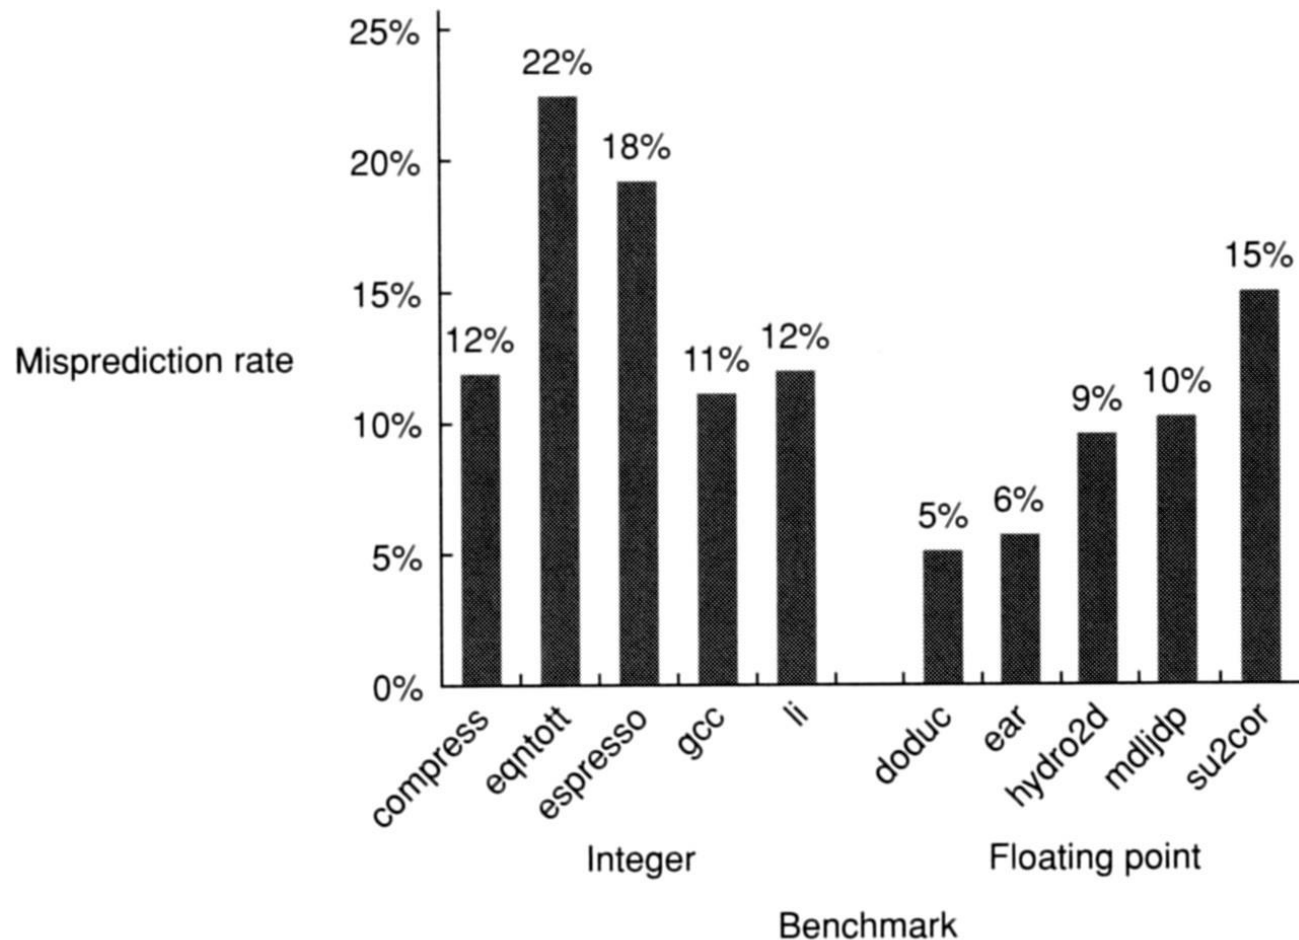 25%
22%
20%
18%
15%
15%
Misprediction rate
12%
11%
12%
10%
9%
10%
5%
5%
6%
0%
compress
eqntott
espresso
gcc
li
doduc
ear
hydro2d
mdljdp
su2cor
Integer
Floating point
Benchmark